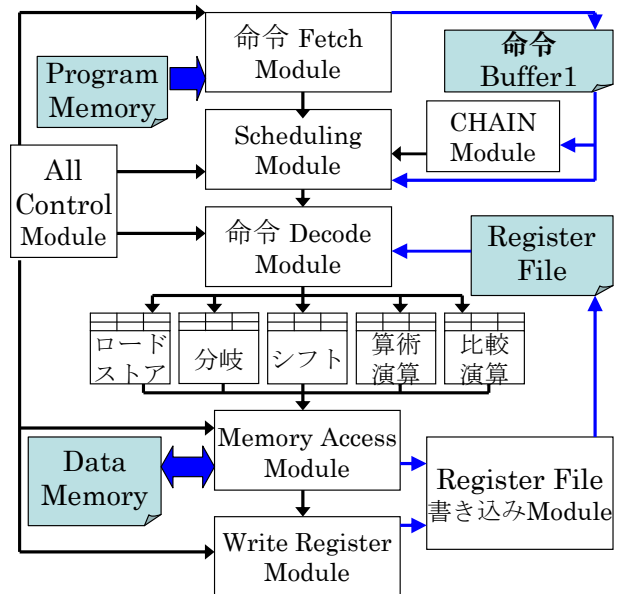 命令 Fetch
Module
命令
Buffer1
Program
Memory
Scheduling
Module
CHAIN
Module
All
Control
Module
命令 Decode
Module
Register
File
ロード
ストア
分岐
シフト
算術
演算
比較
演算
Memory Access
Module
Data
Memory
Register File
書き込みModule
Write Register
Module